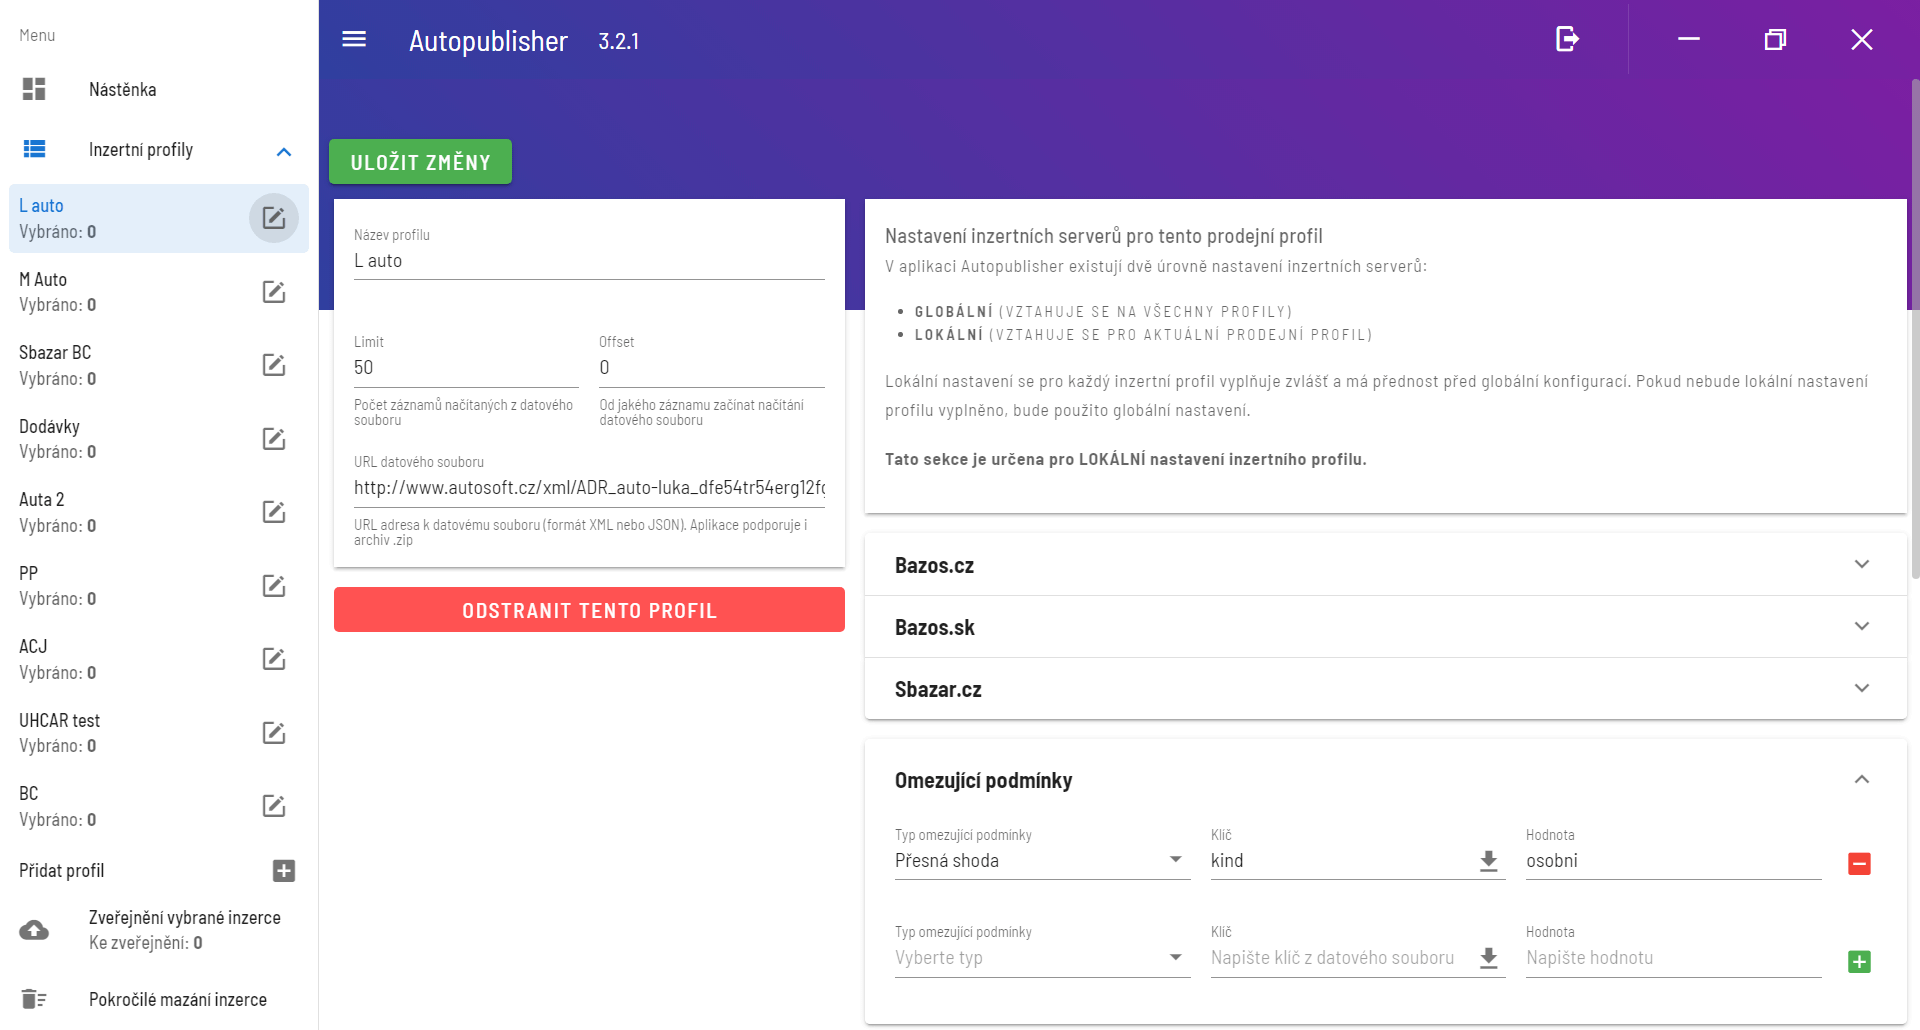 Menu
Nástěnka
Inzertní profily
L auto
Vybráno: 0
M Auto
Vybráno: 0
Sbazar BC
Vybráno: 0
Dodávky
Vybráno: 0
Auta 2
Vybráno: 0
PP
Vybráno: 0
ACJ
Vybráno: 0
UHCAR test
Vybráno: 0
BC
Vybráno: 0
Přidat profil
Zveřejnění vybrané inzerce
Ke zveřejnění: 0
Pokročilé mazání inzerce
Autopublisher 3.2.1
ULOŽIT ZMĚNY
Název profilu
L auto
Limit
50
Počet záznamů načítaných z datového
souboru
Offset
0
Od jakého záznamu začínat načítání
datového souboru
URL datového souboru
http://www.autosoft.cz/xml/ADR_auto-luka_dfe54tr54erg12fg
URL adresa k datovému souboru (formát XML nebo JSON). Aplikace podporuje i
archiv .zip
ODSTRANIT TENTO PROFIL
Nastavení inzertních serverů pro tento prodejní profil
V aplikaci Autopublisher existují dvě úrovně nastavení inzertních serverů:
• GLOBÁLNÍ (VZTAHUJE SE NA VŠECHNY PROFILY)
• LOKÁLNÍ (VZTAHUJE SE PRO AKTUÁLNÍ PRODEJNÍ PROFIL)
Lokální nastavení se pro každý inzertní profil vyplňuje zvlášť a má přednost před globální konfigurací. Pokud nebude lokální nastavení
profilu vyplněno, bude použito globální nastavení.
Tato sekce je určena pro LOKÁLNÍ nastavení inzertního profilu.
Bazos.cz
Bazos.sk
Sbazar.cz
Omezující podmínky
Typ omezující podmínky
Přesná shoda
Klíč
kind
Hodnota
osobni
Typ omezující podmínky
Vyberte typ
Klíč
Napište klíč z datového souboru
Hodnota
Napište hodnotu